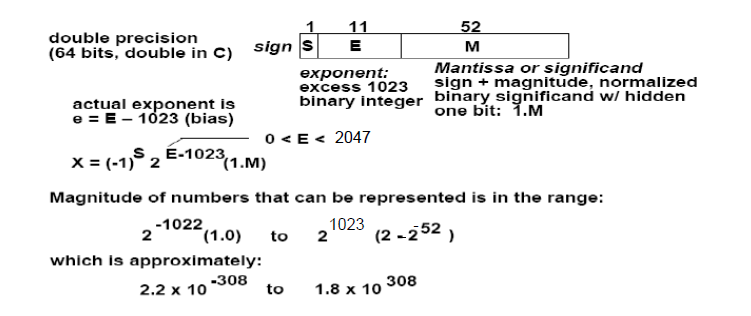 1 11 52
double precision
(64 bits, double in C) sign S E M
exponent: Mantissa or significand
excess 1023 sign + magnitude, normalized
binary integer binary significand w/ hidden
one bit: 1.M
actual exponent is
e = E – 1023 (bias)
0 < E < 2047
X = (-1)^S 2^E-1023 (1.M)
Magnitude of numbers that can be represented is in the range:
2^-1022 (1.0) to 2^1023 (2 - 2^-52 )
which is approximately:
2.2 x 10^-308 to 1.8 x 10^308